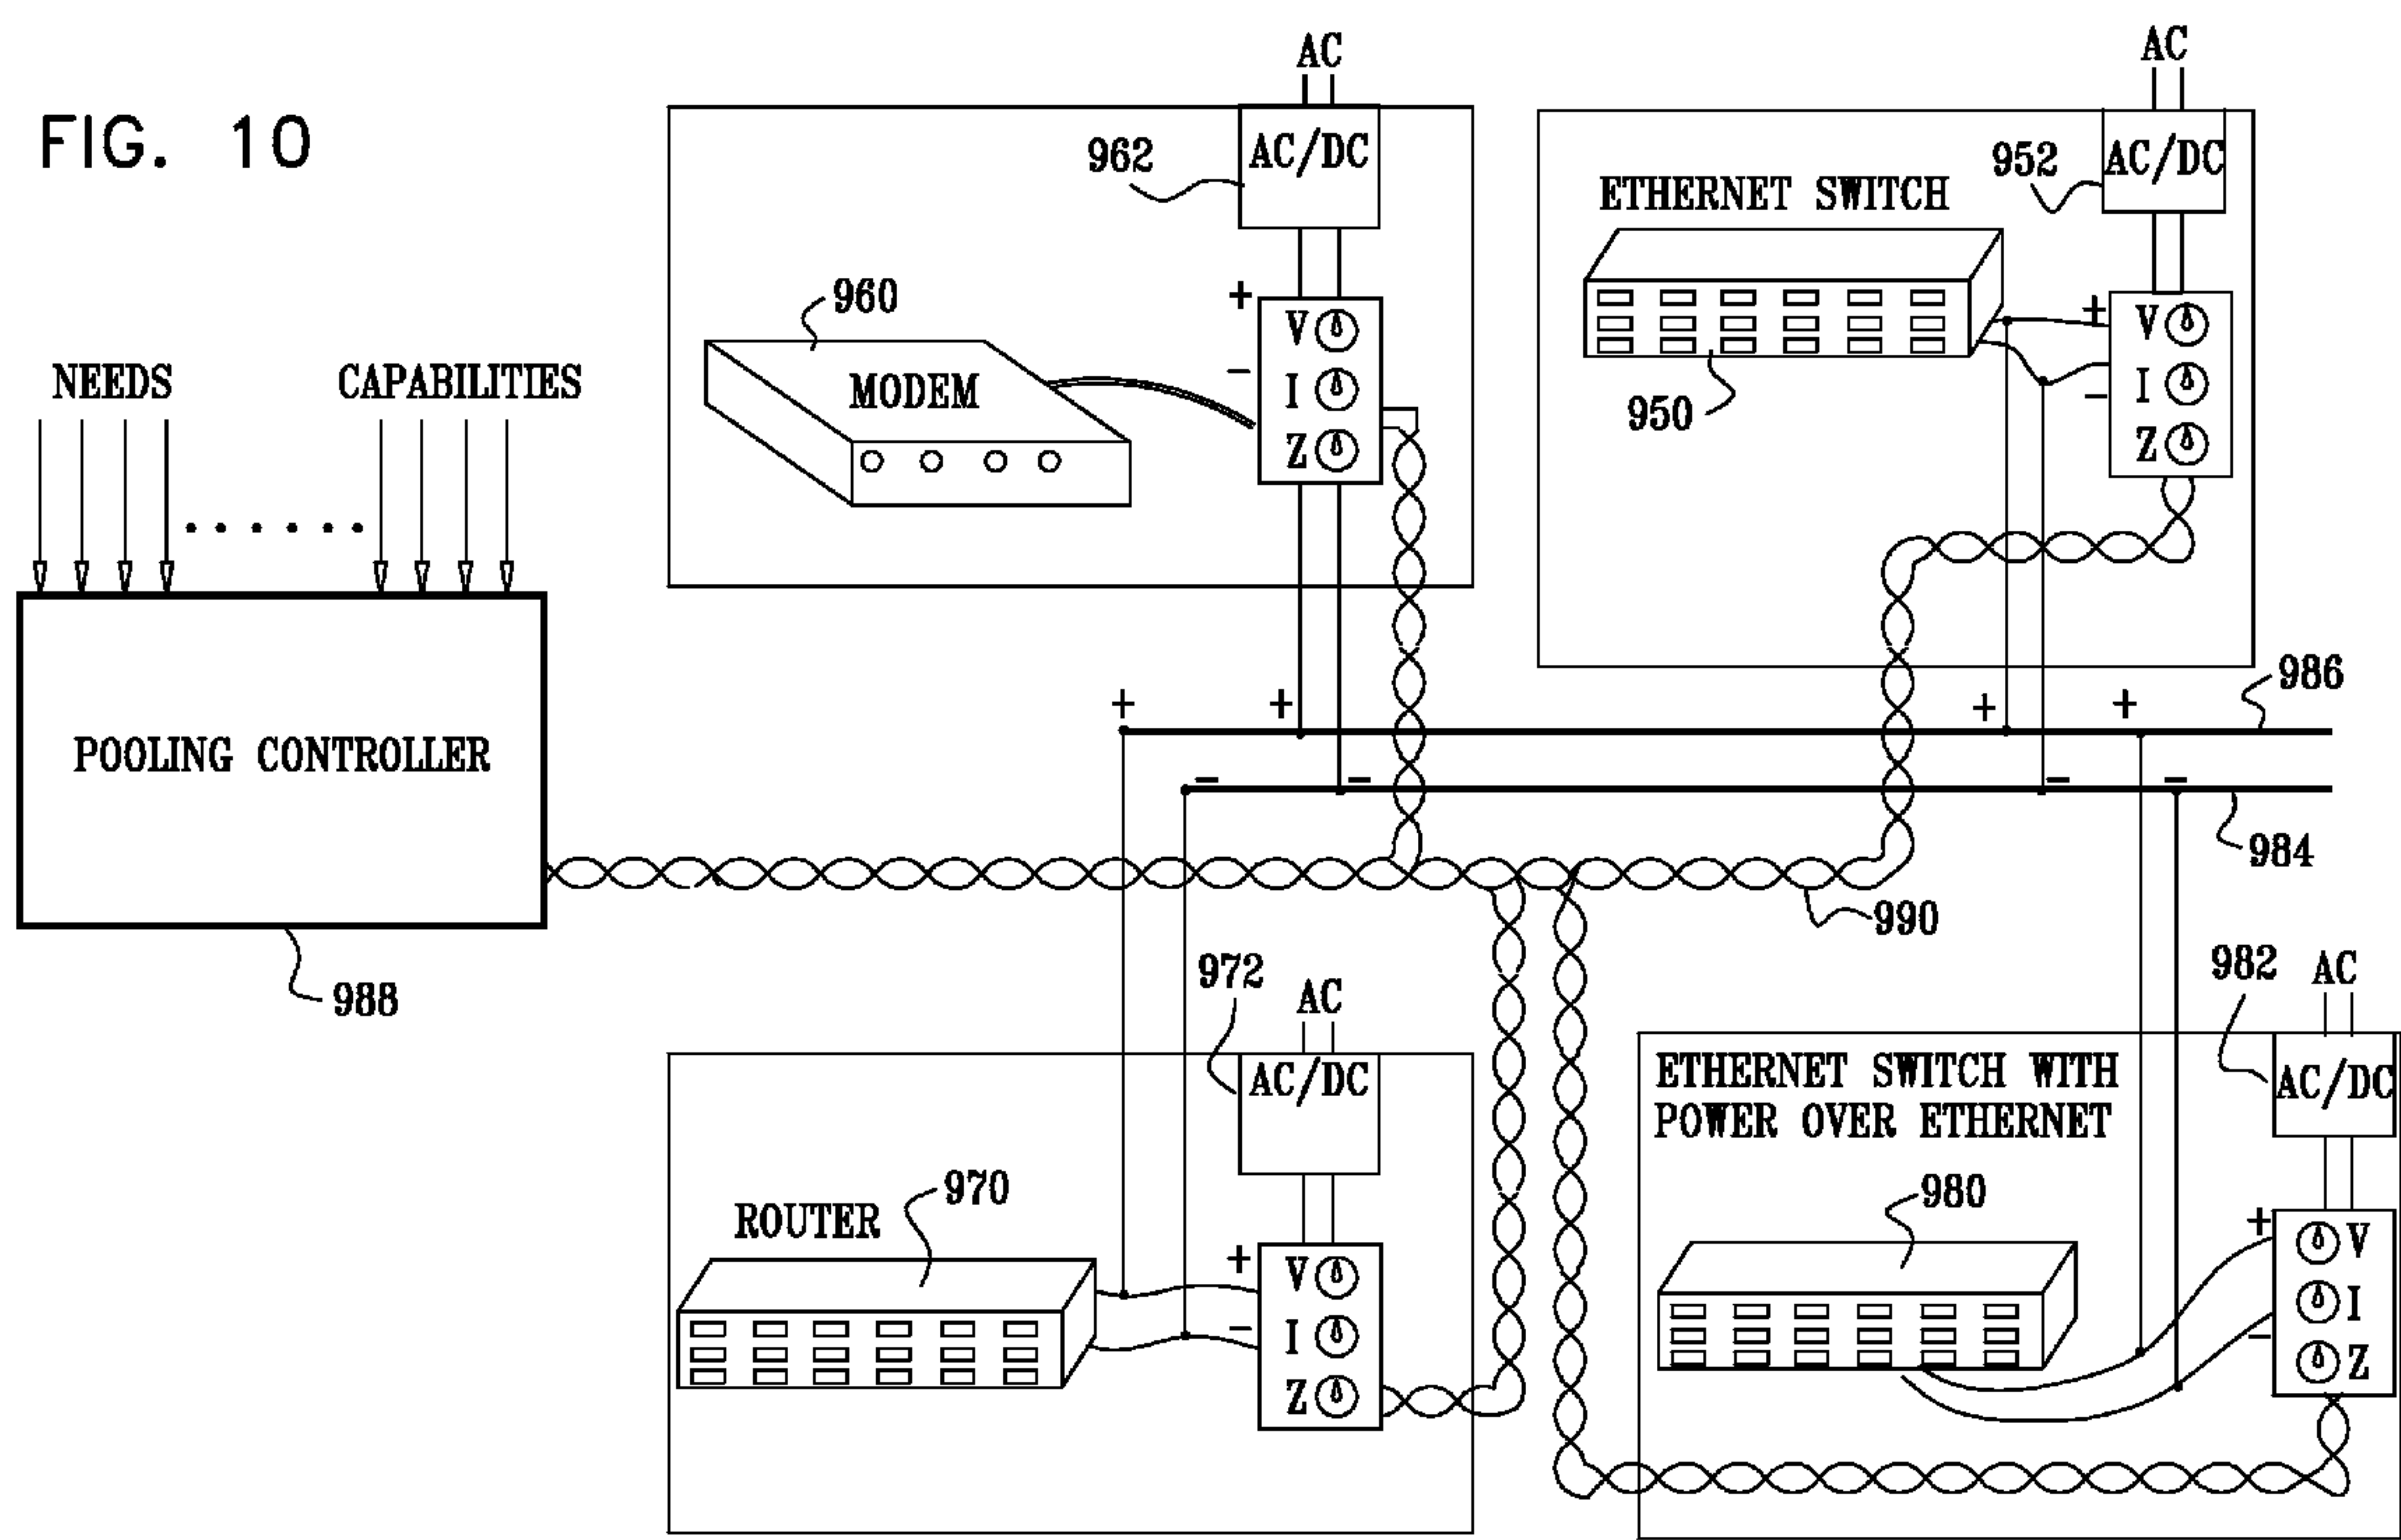 FIG. 10
NEEDS
CAPABILITIES
POOLING CONTROLLER
988
AC
962
AC/DC
960
MODEM
+
-
V
I
Z
AC
952
AC/DC
ETHERNET SWITCH
950
+
-
V
I
Z
+
+
+
+
986
-
-
-
-
984
990
972
AC
AC/DC
ROUTER
970
+
-
V
I
Z
982
AC
AC/DC
ETHERNET SWITCH WITH
POWER OVER ETHERNET
980
+
-
V
I
Z